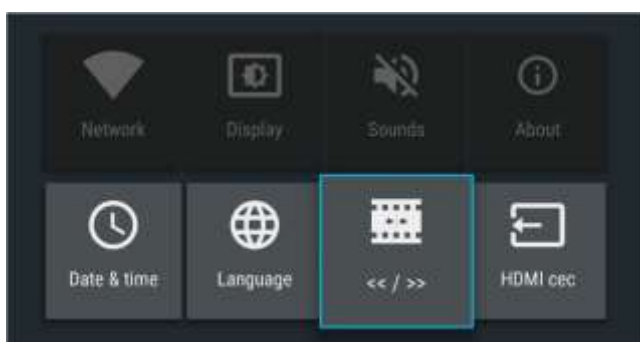 Network
Display
Sounds
About
Date & time
Language
<< / >>
HDMI cec